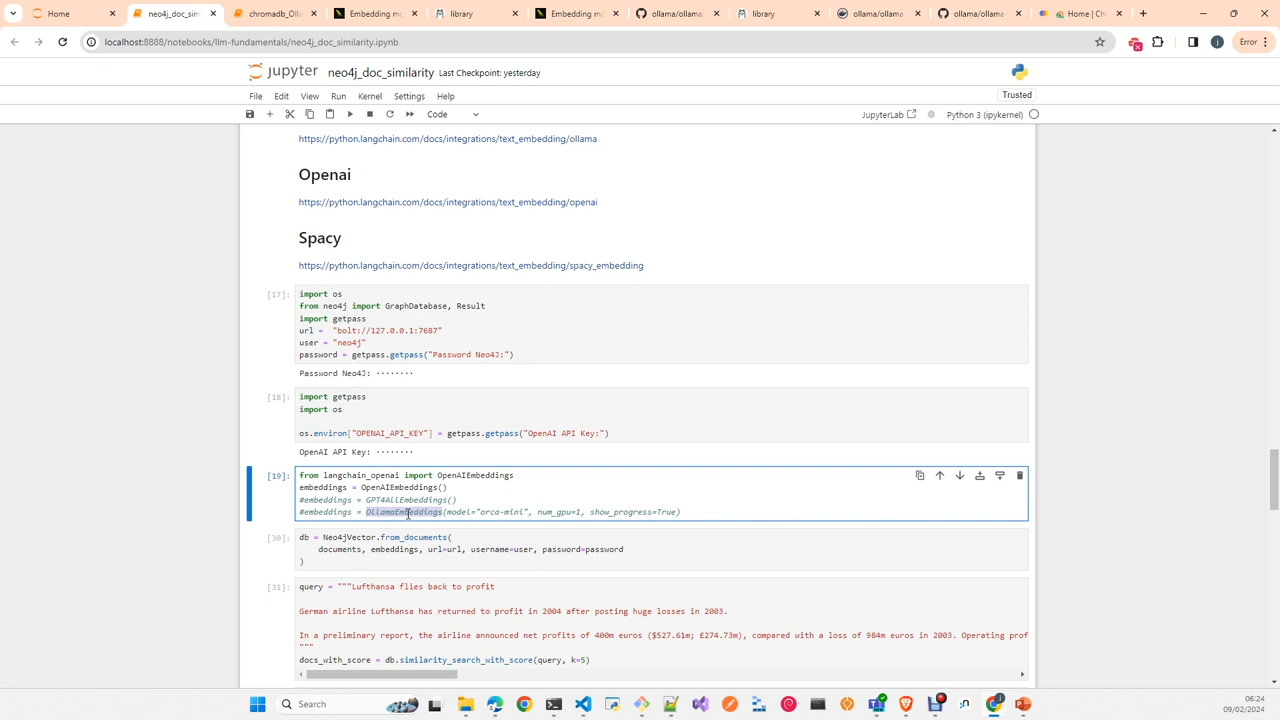 Home
neo4j_doc_sim
chromadb_Oll
Embedding mo
library
Embedding mo
ollama/ollama
library
ollama/ollama
ollama/ollama
Home | Ch
localhost:8888/notebooks/llm-fundamentals/neo4j_doc_similarity.ipynb
Error
jupyter neo4j_doc_similarity Last Checkpoint: yesterday
File Edit View Run Kernel Settings Help
Trusted
Code
JupyterLab
Python 3 (ipykernel)
https://python.langchain.com/docs/integrations/text_embedding/ollama
Openai
https://python.langchain.com/docs/integrations/text_embedding/openai
Spacy
https://python.langchain.com/docs/integrations/text_embedding/spacy_embedding
[17]:
import os
from neo4j import GraphDatabase, Result
import getpass
url =  "bolt://127.0.0.1:7687"
user = "neo4j"
password = getpass.getpass("Password Neo4J:")
Password Neo4J: ········
[18]:
import getpass
import os
os.environ["OPENAI_API_KEY"] = getpass.getpass("OpenAI API Key:")
OpenAI API Key: ········
[19]:
from langchain_openai import OpenAIEmbeddings
embeddings = OpenAIEmbeddings()
#embeddings = GPT4AllEmbeddings()
#embeddings = OllamaEmbeddings(model="orca-mini", num_gpu=1, show_progress=True)
[30]:
db = Neo4jVector.from_documents(
documents, embeddings, url=url, username=user, password=password
)
[31]:
query = """Lufthansa flies back to profit
German airline Lufthansa has returned to profit in 2004 after posting huge losses in 2003.
In a preliminary report, the airline announced net profits of 400m euros ($527.61m; £274.73m), compared with a loss of 984m euros in 2003. Operating prof
"""
docs_with_score = db.similarity_search_with_score(query, k=5)
Search
06:24
09/02/2024